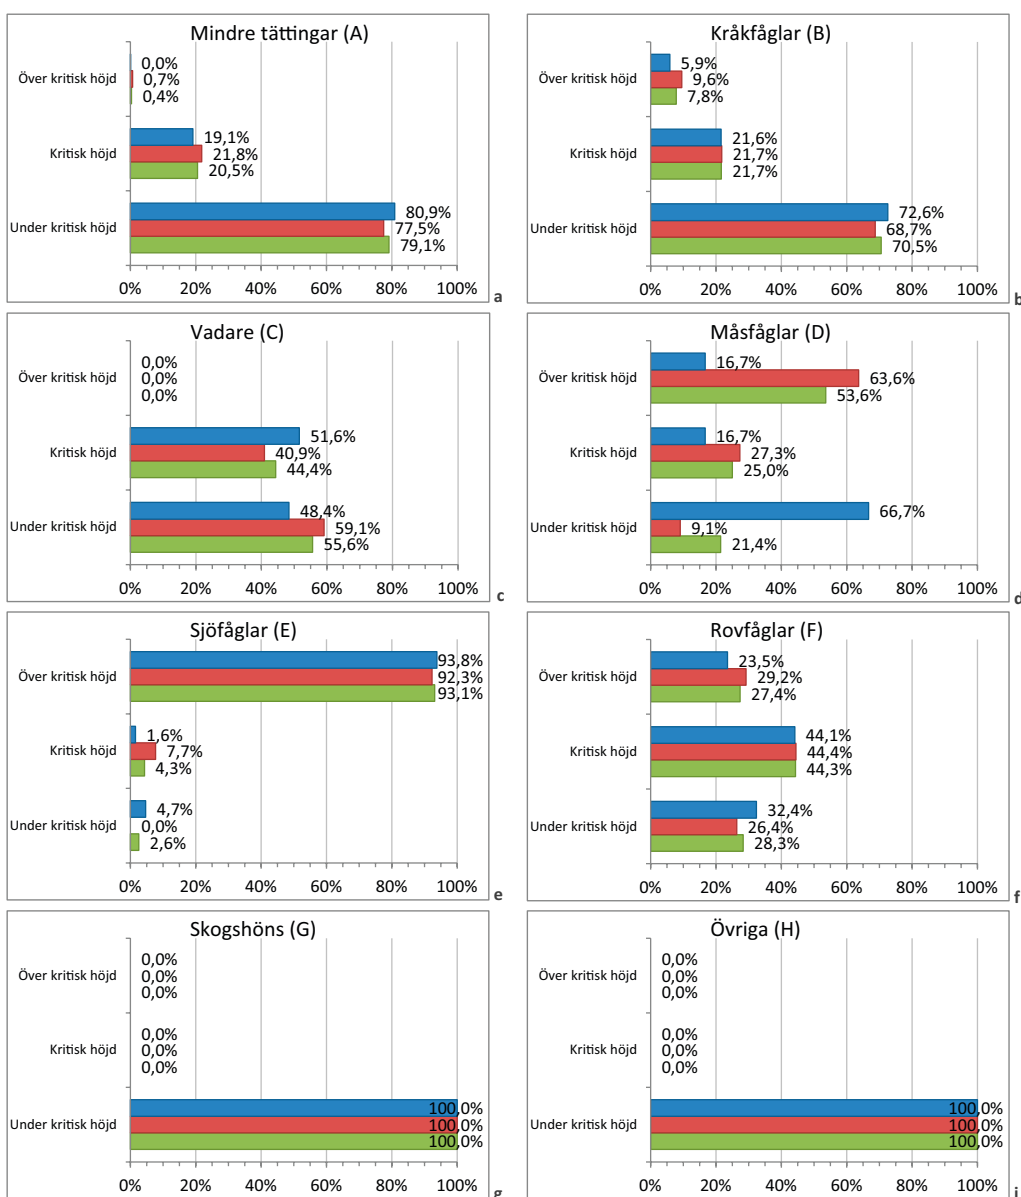 Mindre tättingar (A)
Över kritisk höjd
0,0%
0,7%
0,4%
Kritisk höjd
19,1%
21,8%
20,5%
Under kritisk höjd
80,9%
77,5%
79,1%
0% 20% 40% 60% 80% 100%
a
Kråkfåglar (B)
Över kritisk höjd
5,9%
9,6%
7,8%
Kritisk höjd
21,6%
21,7%
21,7%
Under kritisk höjd
72,6%
68,7%
70,5%
0% 20% 40% 60% 80% 100%
b
Vadare (C)
Över kritisk höjd
0,0%
0,0%
0,0%
Kritisk höjd
51,6%
40,9%
44,4%
Under kritisk höjd
48,4%
59,1%
55,6%
0% 20% 40% 60% 80% 100%
c
Måsfåglar (D)
Över kritisk höjd
16,7%
63,6%
53,6%
Kritisk höjd
16,7%
27,3%
25,0%
Under kritisk höjd
66,7%
9,1%
21,4%
0% 20% 40% 60% 80% 100%
d
Sjöfåglar (E)
Över kritisk höjd
93,8%
92,3%
93,1%
Kritisk höjd
1,6%
7,7%
4,3%
Under kritisk höjd
4,7%
0,0%
2,6%
0% 20% 40% 60% 80% 100%
e
Rovfåglar (F)
Över kritisk höjd
23,5%
29,2%
27,4%
Kritisk höjd
44,1%
44,4%
44,3%
Under kritisk höjd
32,4%
26,4%
28,3%
0% 20% 40% 60% 80% 100%
f
Skogshöns (G)
Över kritisk höjd
0,0%
0,0%
0,0%
Kritisk höjd
0,0%
0,0%
0,0%
Under kritisk höjd
100,0%
100,0%
100,0%
0% 20% 40% 60% 80% 100%
g
Övriga (H)
Över kritisk höjd
0,0%
0,0%
0,0%
Kritisk höjd
0,0%
0,0%
0,0%
Under kritisk höjd
100,0%
100,0%
100,0%
0% 20% 40% 60% 80% 100%
i